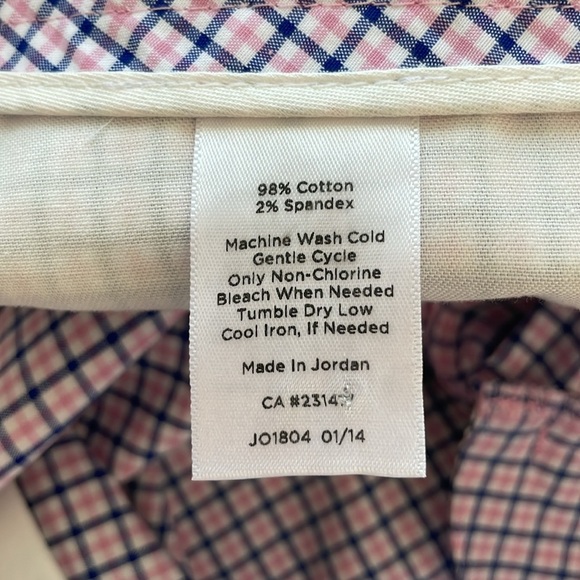 98% Cotton
2% Spandex
Machine Wash Cold
Gentle Cycle
Only Non-Chlorine
Bleach When Needed
Tumble Dry Low
Cool Iron, If Needed
Made In Jordan
CA
JO1804 01/14